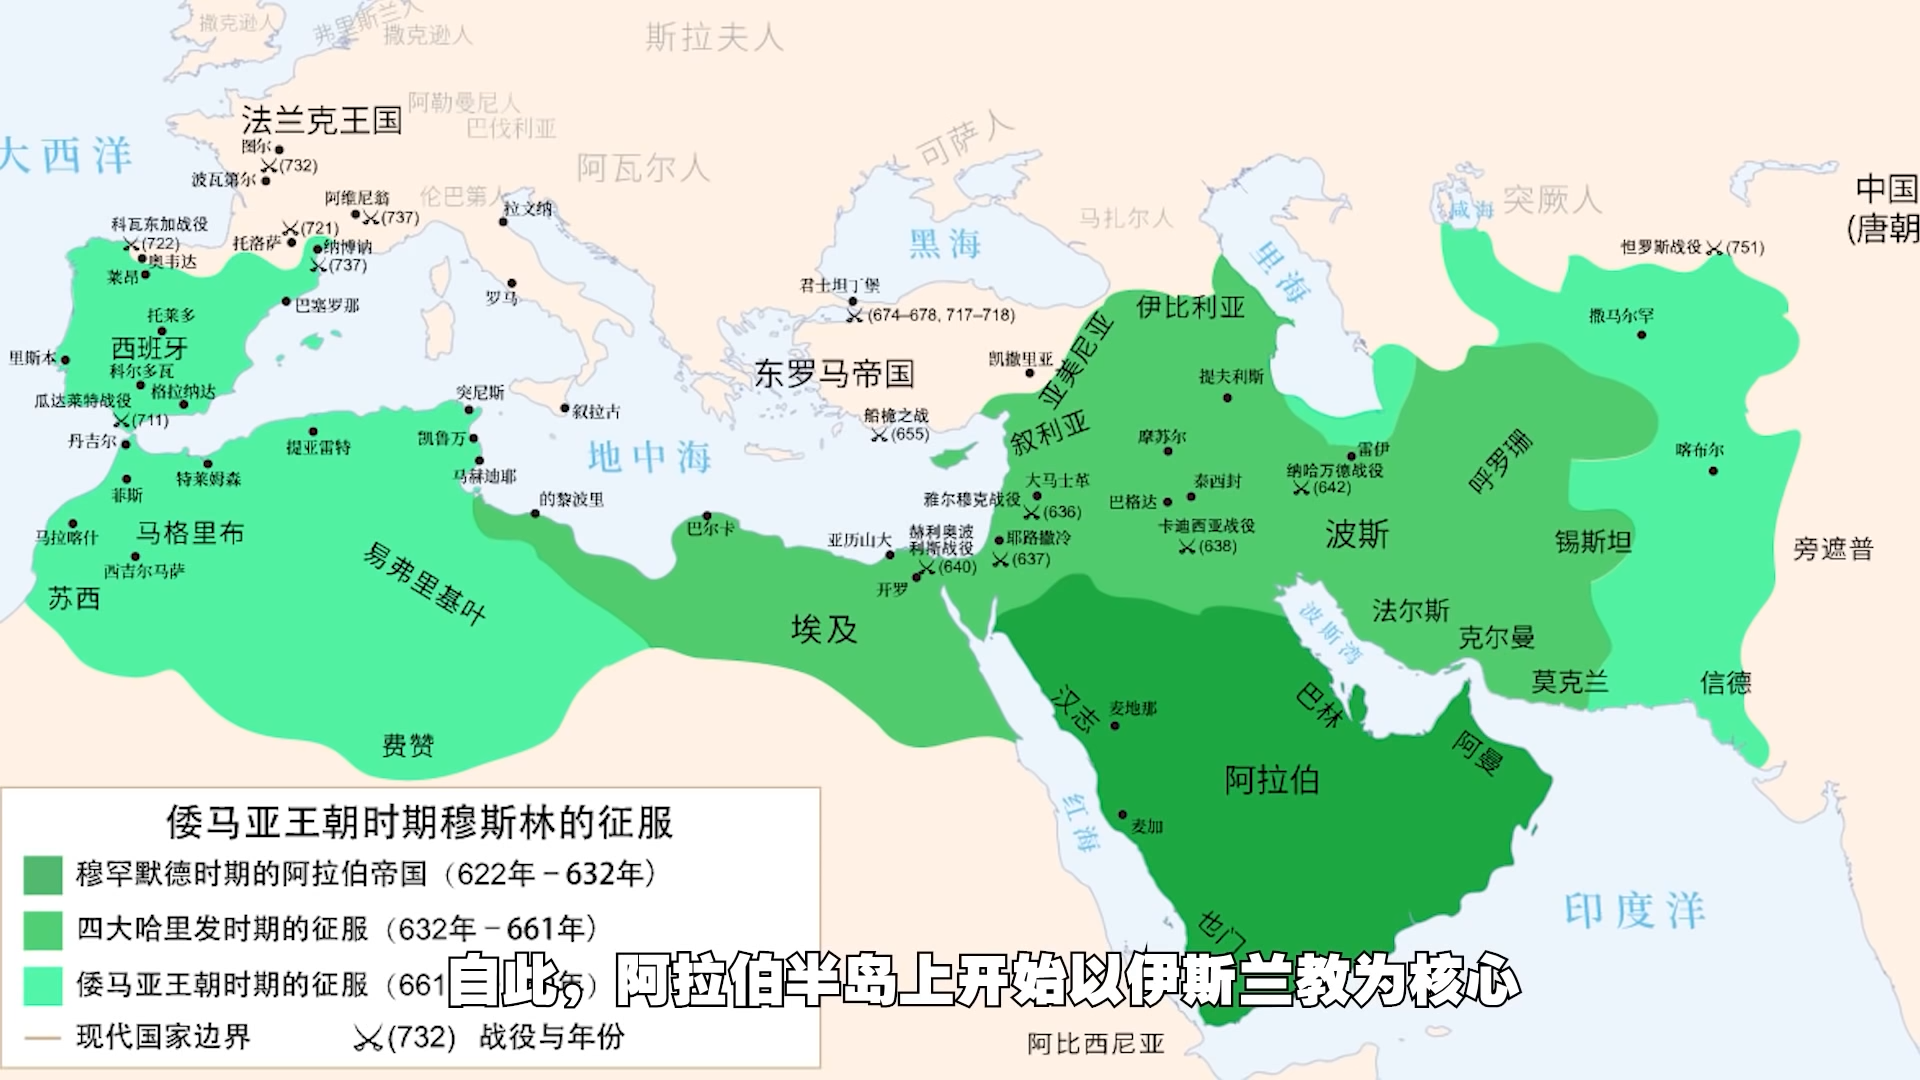 撒克逊人
弗里斯兰人
撒克逊人
斯拉夫人
阿勒曼尼人
巴伐利亚
法兰克王国
图尔
(732)
波瓦第尔
大西洋
阿瓦尔人
可萨人
伦巴第人
阿维尼翁
(737)
拉文纳
马扎尔人
突厥人
咸海
中国
(唐朝
科瓦东加战役
(722)
奥韦达
莱昂
(721)
托洛萨
纳博讷
(737)
巴塞罗那
黑海
里海
怛罗斯战役
(751)
罗马
君士坦丁堡
(674–678, 717–718)
伊比利亚
亚美尼亚
撒马尔罕
托莱多
西班牙
里斯本
科尔多瓦
格拉纳达
瓜达莱特战役
(711)
丹吉尔
东罗马帝国
凯撒里亚
提夫利斯
突尼斯
叙拉古
船桅之战
(655)
叙利亚
摩苏尔
雷伊
纳哈万德战役
(642)
呼罗珊
喀布尔
提亚雷特
凯鲁万
地中海
特莱姆森
菲斯
马赫迪耶
的黎波里
巴尔卡
雅尔穆克战役
大马士革
(636)
巴格达
泰西封
卡迪西亚战役
(638)
波斯
锡斯坦
旁遮普
马拉喀什
马格里布
西吉尔马萨
苏西
易弗里基叶
亚历山大
赫利奥波
利斯战役
(640)
开罗
耶路撒冷
(637)
埃及
波斯湾
法尔斯
克尔曼
莫克兰
信德
费赞
汉志
麦地那
巴林
阿曼
阿拉伯
红海
麦加
也门
印度洋
阿比西尼亚
倭马亚王朝时期穆斯林的征服
穆罕默德时期的阿拉伯帝国（622年－632年）
四大哈里发时期的征服（632年－661年）
倭马亚王朝时期的征服（661
）
现代国家边界
(732) 战役与年份
自此，阿拉伯半岛上开始以伊斯兰教为核心